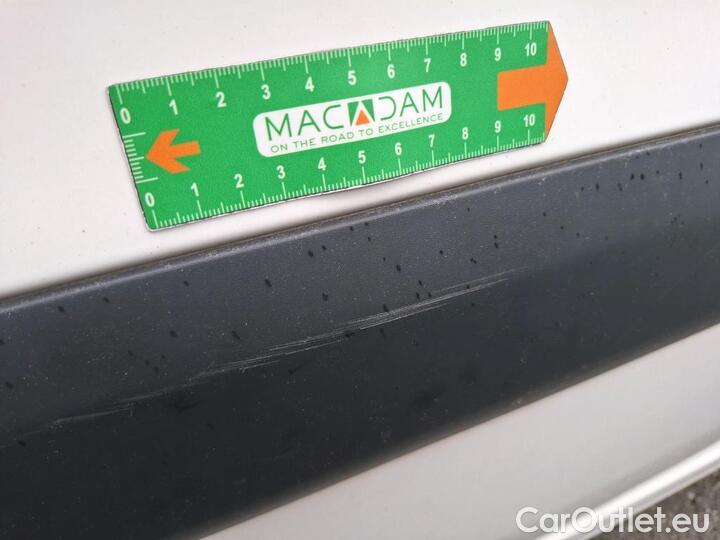 0 1 2 3 4 5 6 7 8 9 10
MACADAM
ON THE ROAD TO EXCELLENCE
0 1 2 3 4 5 6 7 8 9 10
CarOutlet.eu